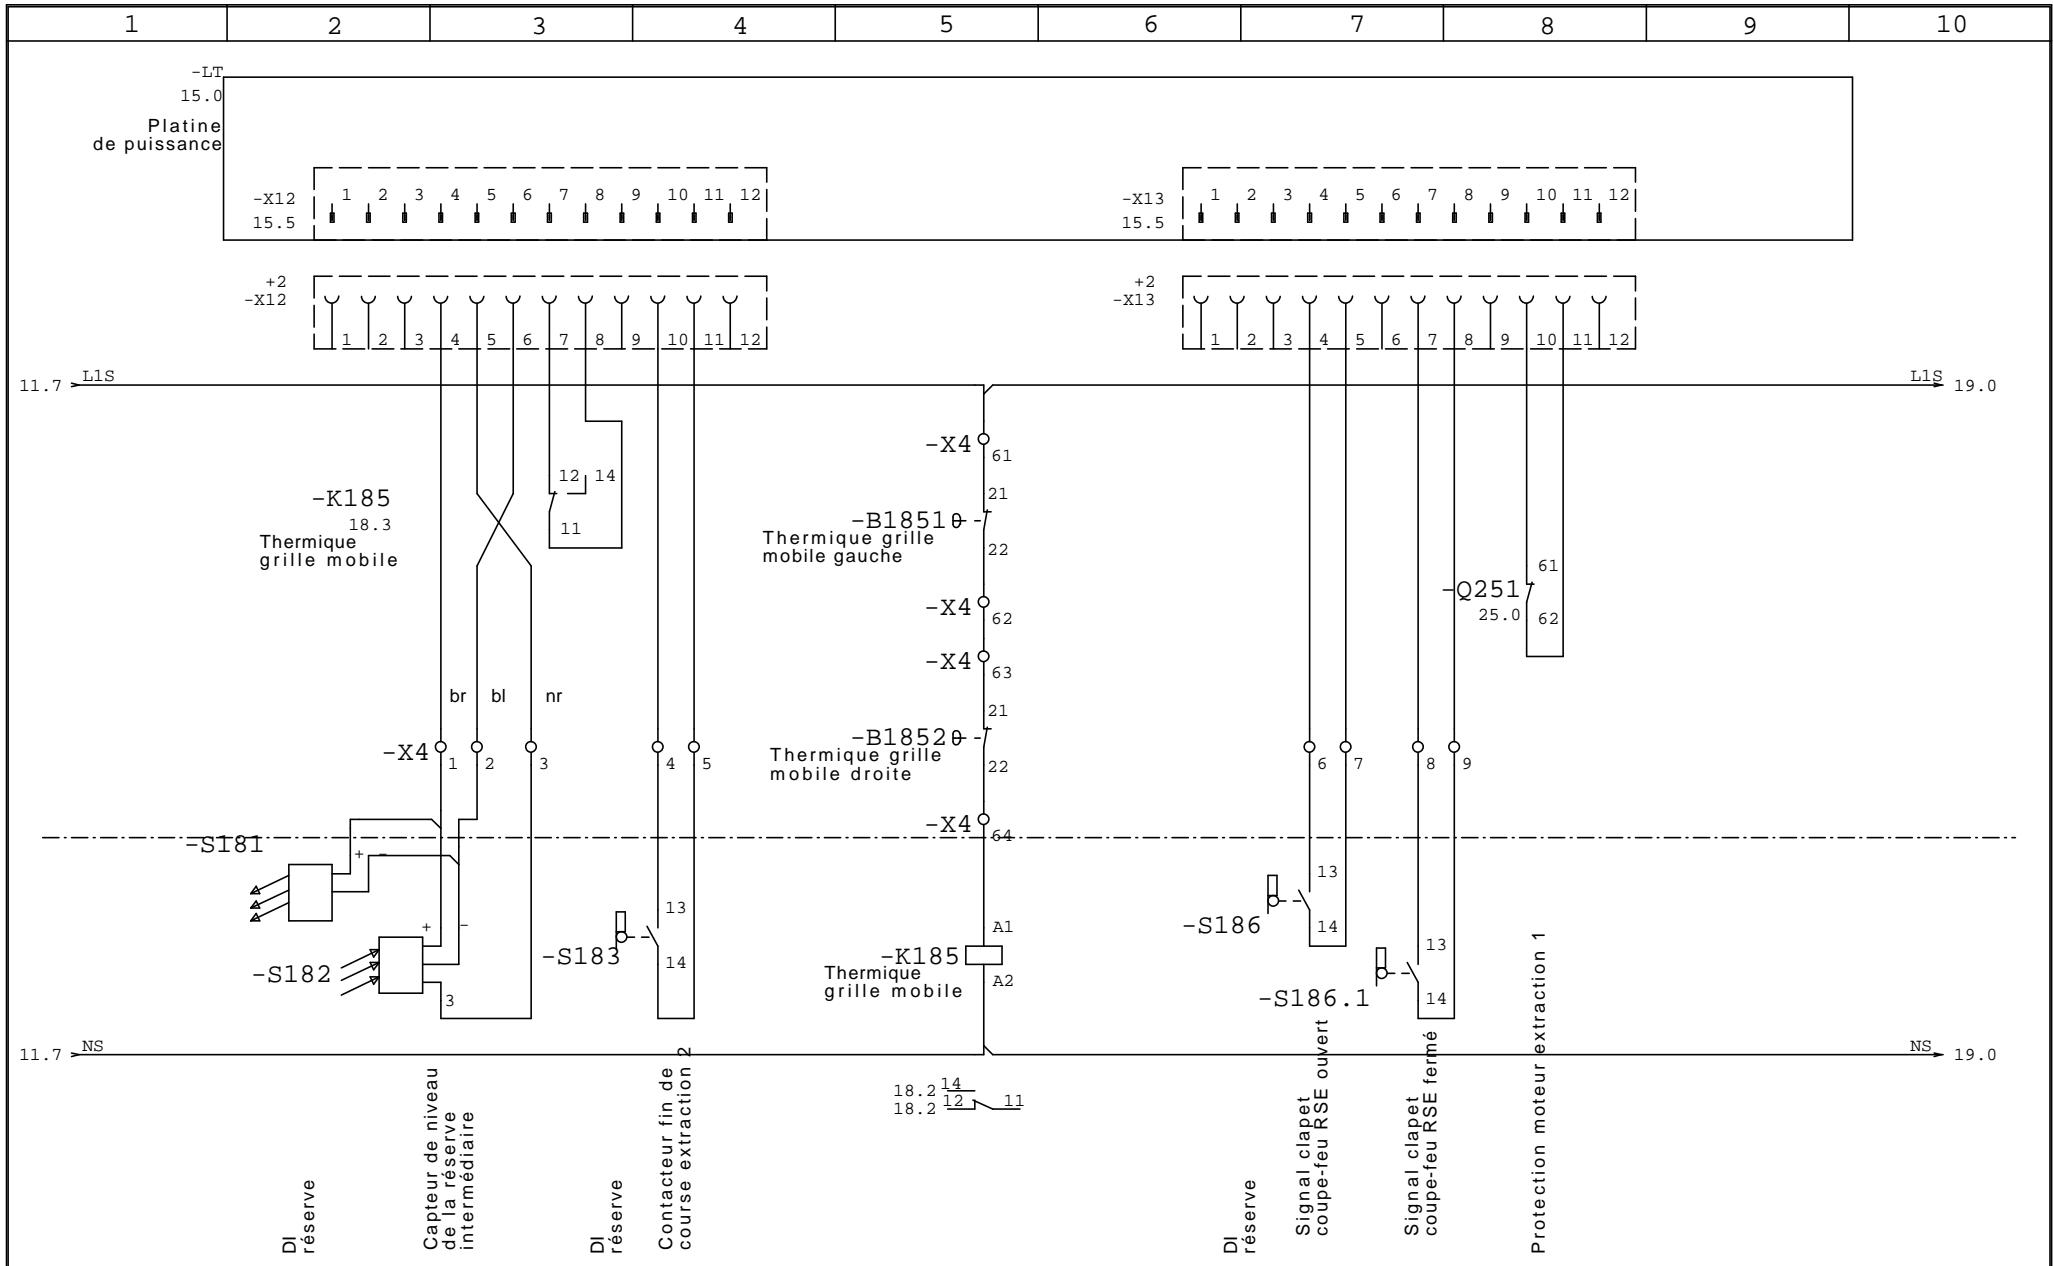 1 2 3 4 5 6 7 8 9 10
-LT
15.0
Platine
de puissance
-X12
15.5
1 2 3 4 5 6 7 8 9 10 11 12
-X13
15.5
1 2 3 4 5 6 7 8 9 10 11 12
+2
-X12
1 2 3 4 5 6 7 8 9 10 11 12
+2
-X13
1 2 3 4 5 6 7 8 9 10 11 12
11.7 L1S
L1S 19.0
-K185
18.3
Thermique
grille mobile
12 14
11
-X4
61
21
-B1851
Thermique grille
mobile gauche
22
-X4
62
-X4
63
21
-B1852
Thermique grille
mobile droite
22
-X4
64
61
-Q251
25.0
62
br bl nr
-X4
1 2 3 4 5
6 7 8 9
-S181
+ -
-S182
+ -
3
-S183
13
14
-K185
Thermique
grille mobile
A1
A2
-S186
13
14
-S186.1
13
14
11.7 NS
NS 19.0
18.2 14
18.2 12 11
DI
réserve
Capteur de niveau
de la réserve
intermédiaire
DI
réserve
Contacteur fin de
course extraction 2
DI
réserve
Signal clapet
coupe-feu RSE ouvert
Signal clapet
coupe-feu RSE fermé
Protection moteur extraction 1